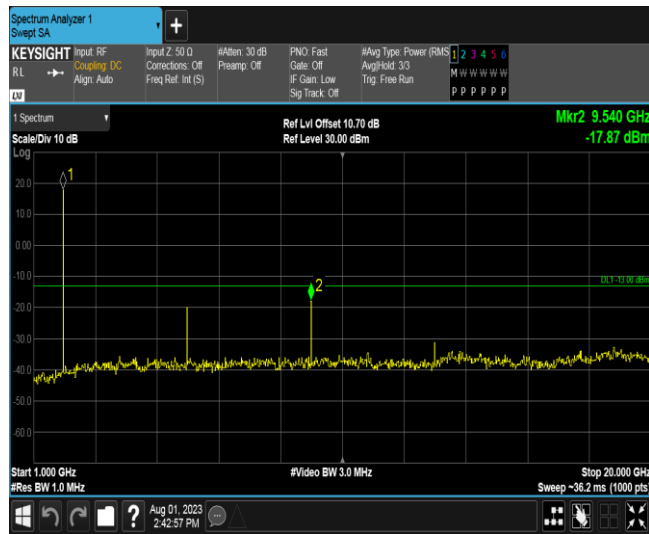 Spectrum Analyzer 1
Swept SA
+
KEYSIGHT
RL
LXI
Input: RF
Coupling: DC
Align: Auto
Input Z: 50 Ω
Corrections: Off
Freq Ref: Int (S)
#Atten: 30 dB
Preamp: Off
PNO: Fast
Gate: Off
IF Gain: Low
Sig Track: Off
#Avg Type: Power (RMS
Avg|Hold: 3/3
Trig: Free Run
1 2 3 4 5 6
M W W W W W
P P P P P P
1 Spectrum
Scale/Div 10 dB
Log
Ref Lvl Offset 10.70 dB
Ref Level 30.00 dBm
Mkr2 9.540 GHz
-17.87 dBm
1
20.0
10.0
0.00
-10.0
DL1 -13.00 dBm
2
-20.0
-30.0
-40.0
-50.0
-60.0
Start 1.000 GHz
#Res BW 1.0 MHz
#Video BW 3.0 MHz
Stop 20.000 GHz
Sweep ~36.2 ms (1000 pts)
?
Aug 01, 2023
2:42:57 PM